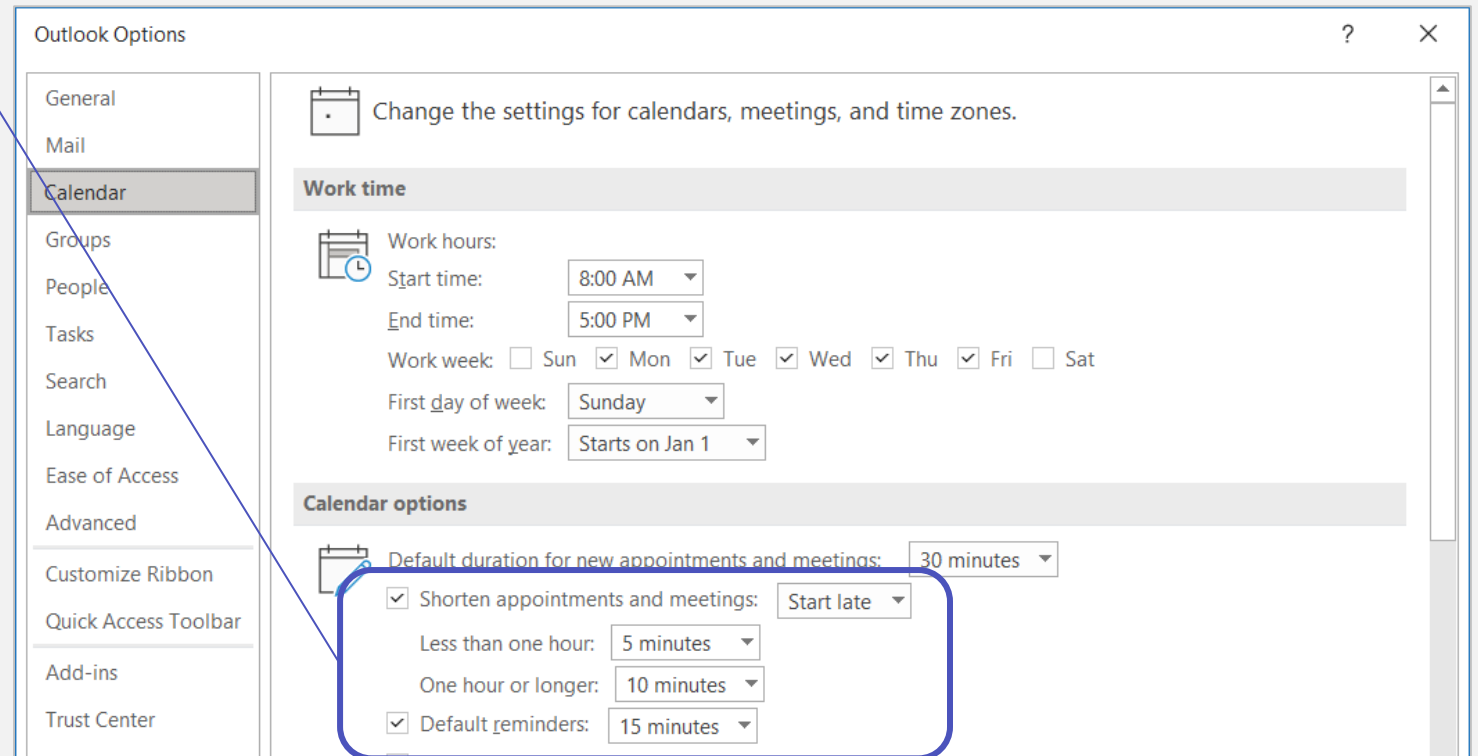 Outlook Options ?
General
Mail
Calendar
Groups
People
Tasks
Search
Language
Ease of Access
Advanced
Customize Ribbon
Quick Access Toolbar
Add-ins
Trust Center
Change the settings for calendars, meetings, and time zones.
Work time
Work hours:
Start time: 8:00 AM
End time: 5:00 PM
Work week: Sun Mon Tue Wed Thu Fri Sat
First day of week: Sunday
First week of year: Starts on Jan 1
Calendar options
Default duration for new appointments and meetings: 30 minutes
Shorten appointments and meetings: Start late
Less than one hour: 5 minutes
One hour or longer: 10 minutes
Default reminders: 15 minutes